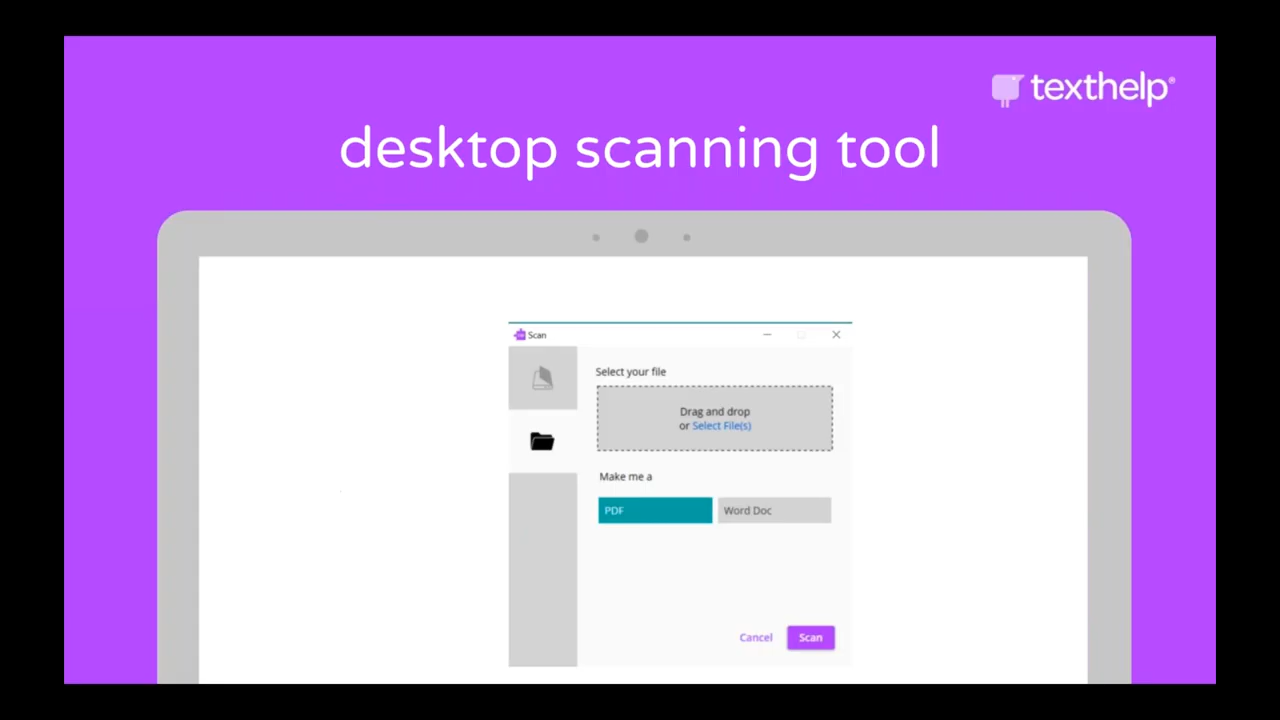 texthelp®
desktop scanning tool
Scan
Select your file
Drag and drop
or Select File(s)
Make me a
PDF
Word Doc
Cancel
Scan